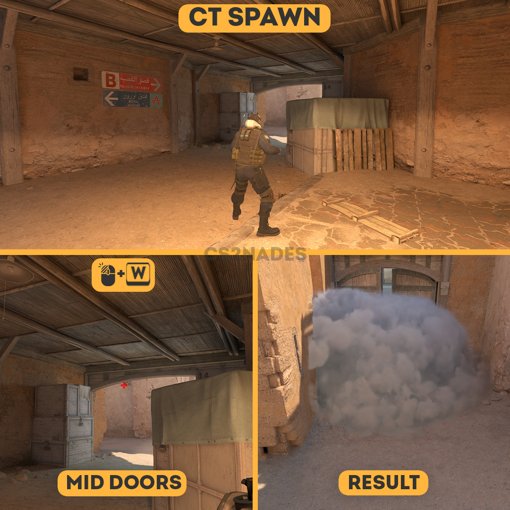 CT SPAWN
B
CS2NADES
+ W
MID DOORS
RESULT